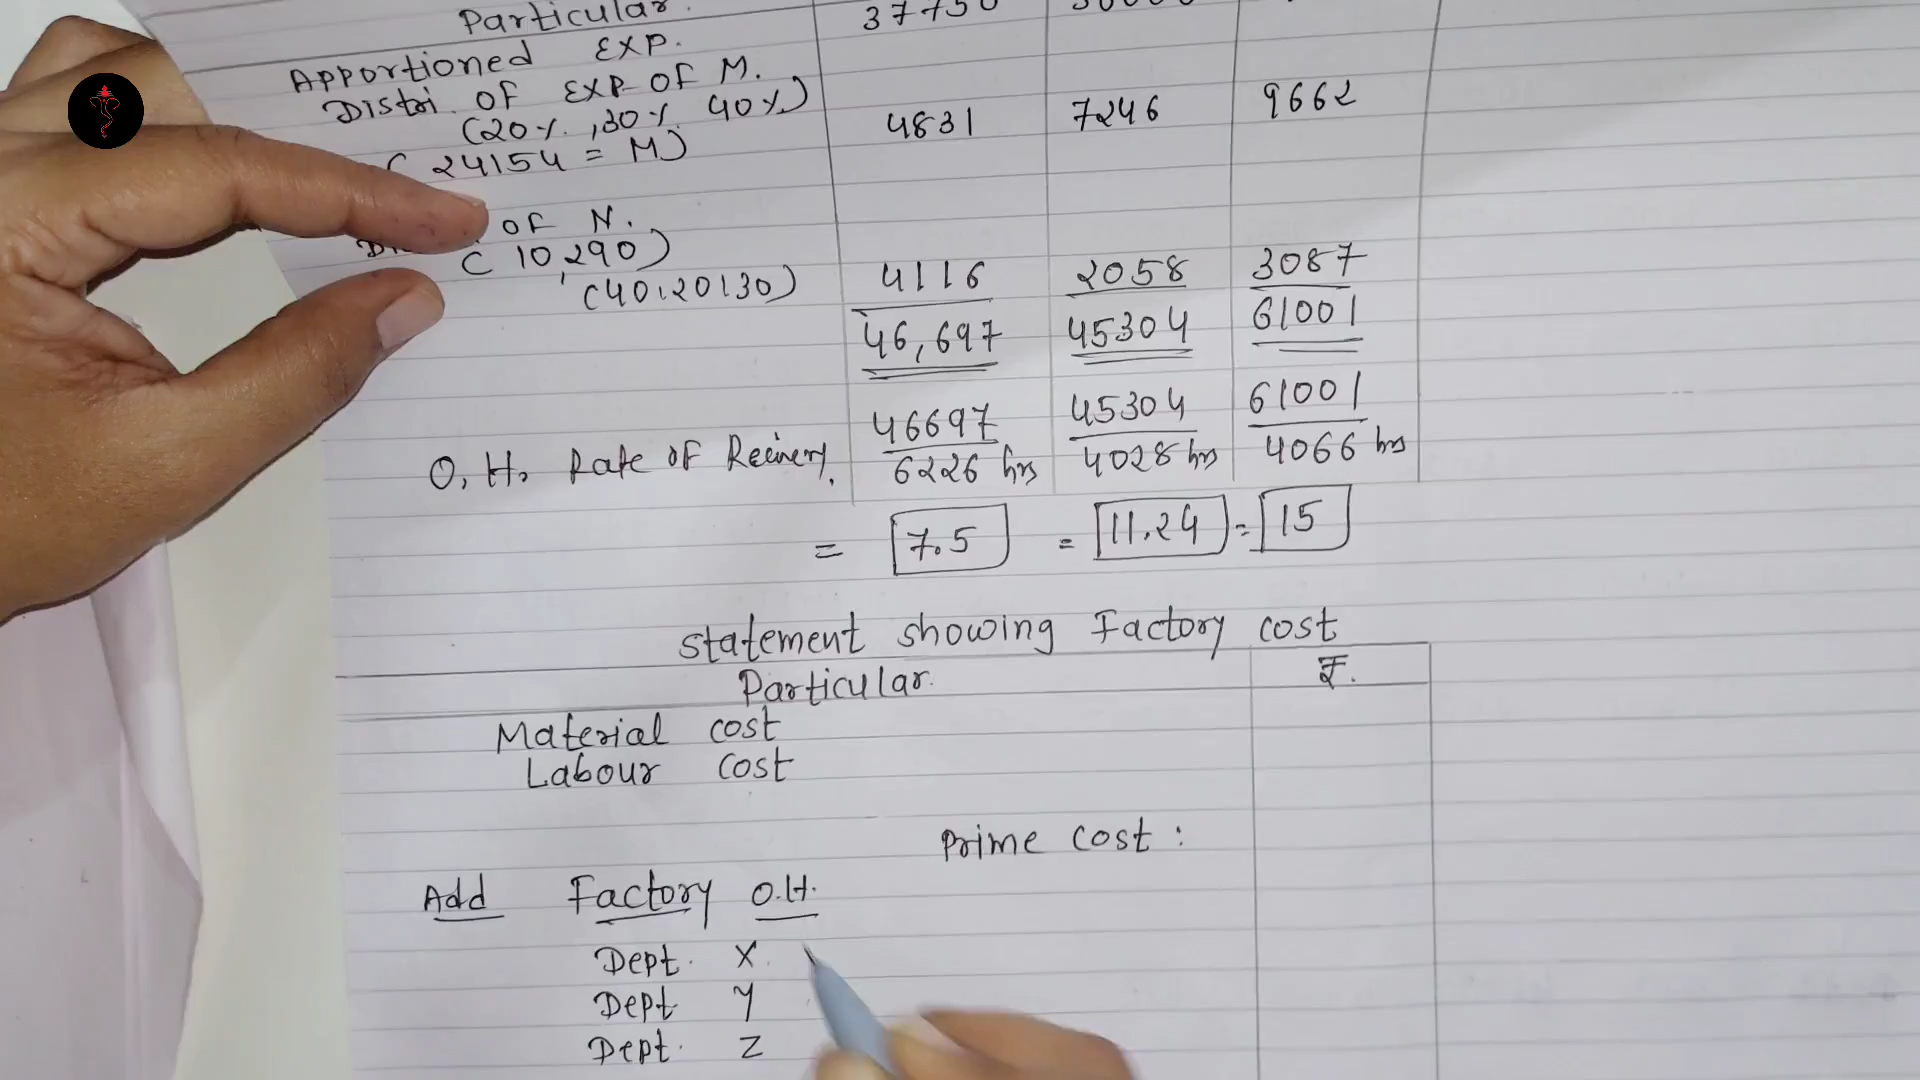 Particular. 37750
Apportioned EXP.
Distri. OF EXP OF M.
(20%. ,30%. 40%) 4831 7246 9662
( 24154 = M)
OF N.
( 10,290)
(40,20,30) 4116 2058 3087
46,697 45304 61001
46697 45304 61001
O.H. Rate of 6226 hrs 4028 hrs 4066 hrs
= 7.5 = 11.24 = 15
Statement showing Factory cost
Particular. ₹.
Material cost
Labour cost
Prime cost :
Add Factory O.H.
Dept. X
Dept Y
Dept. Z